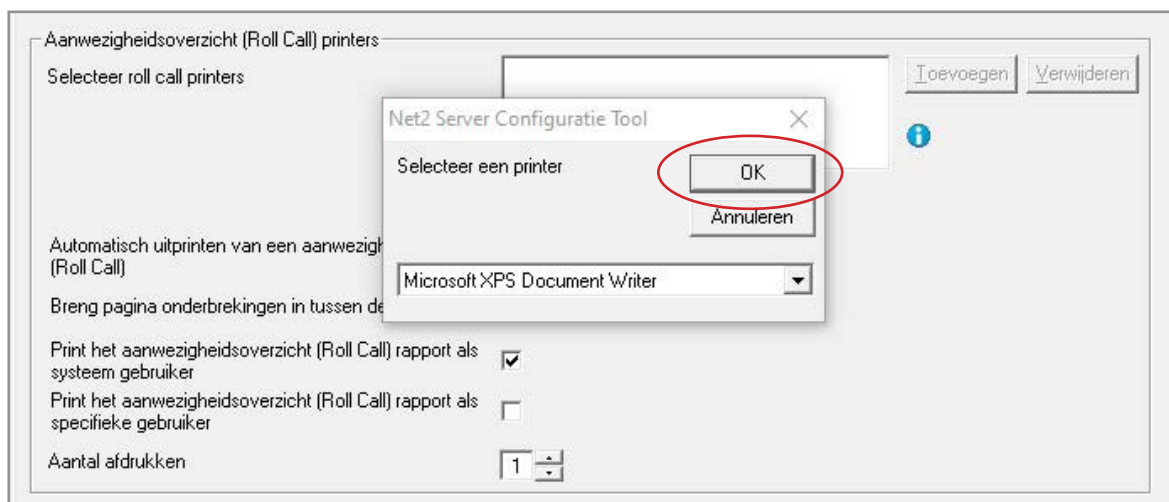 Aanwezigheidsoverzicht (Roll Call) printers
Selecteer roll call printers
Toevoegen
Verwijderen
Net2 Server Configuratie Tool
Selecteer een printer
OK
Annuleren
Microsoft XPS Document Writer
Automatisch uitprinten van een
(Roll Call)
Breng pagina onderbrekingen in tussen
Print het aanwezigheidsoverzicht (Roll Call) rapport als
systeem gebruiker
Print het aanwezigheidsoverzicht (Roll Call) rapport als
specifieke gebruiker
Aantal afdrukken
1